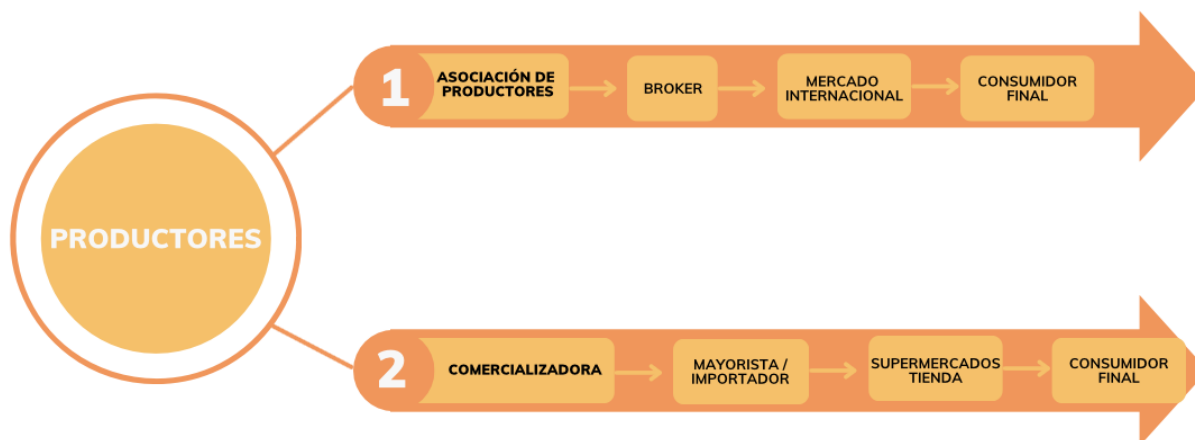 PRODUCTORES
1
ASOCIACIÓN DE
PRODUCTORES
BROKER
MERCADO
INTERNACIONAL
CONSUMIDOR
FINAL
2
COMERCIALIZADORA
MAYORISTA /
IMPORTADOR
SUPERMERCADOS
TIENDA
CONSUMIDOR
FINAL